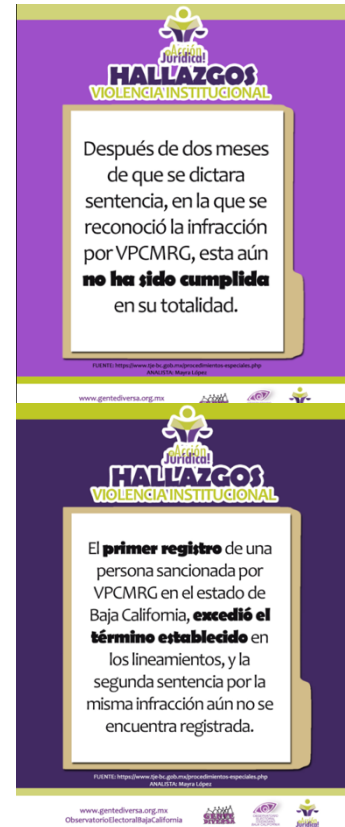 ¡Acción
Jurídica!
HALLAZGOS
VIOLENCIA INSTITUCIONAL
Después de dos meses
de que se dictara
sentencia, en la que se
reconoció la infracción
por VPCMRG, esta aún
no ha sido cumplida
en su totalidad.
FUENTE: https://www.tje-bc.gob.mx/procedimientos-especiales.php
ANALISTA: Mayra López
www.gentediversa.org.mx
¡Acción
Jurídica!
HALLAZGOS
VIOLENCIA INSTITUCIONAL
El primer registro de una
persona sancionada por
VPCMRG en el estado de
Baja California, excedió el
término establecido en
los lineamientos, y la
segunda sentencia por la
misma infracción aún no se
encuentra registrada.
FUENTE: https://www.tje-bc.gob.mx/procedimientos-especiales.php
ANALISTA: Mayra López
www.gentediversa.org.mx
ObservatorioElectoralBajaCalifornia
GENTE
DIVERSA
Jurídica!